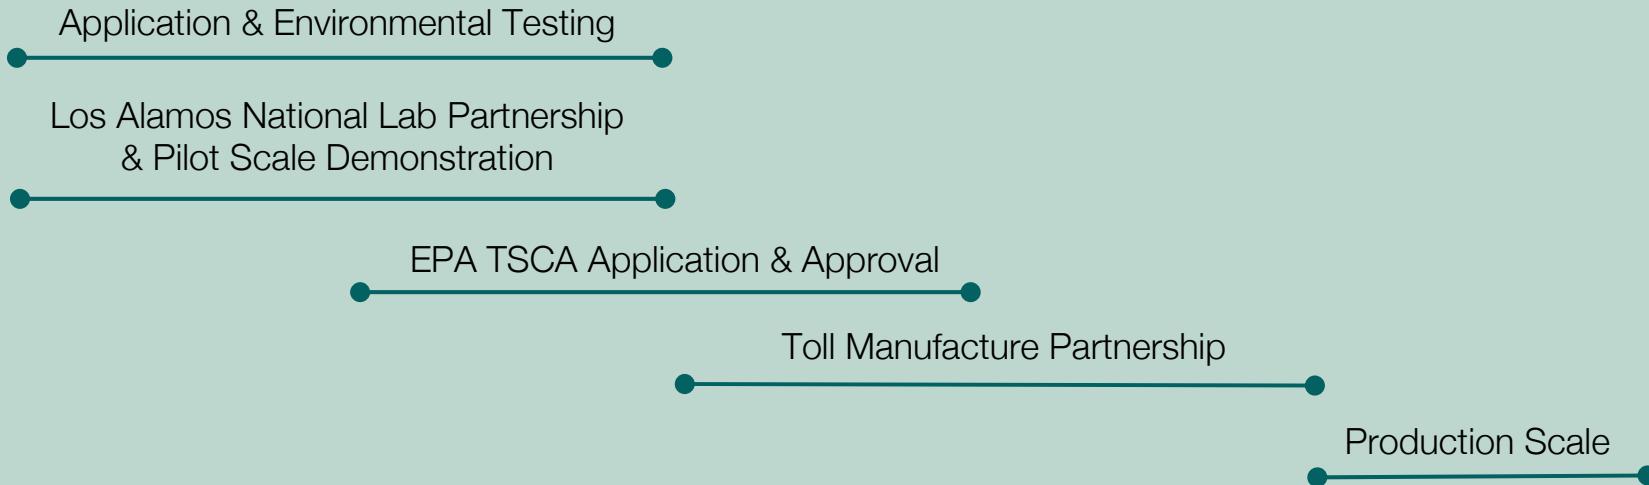 Application & Environmental Testing
Los Alamos National Lab Partnership
& Pilot Scale Demonstration
EPA TSCA Application & Approval
Toll Manufacture Partnership
Production Scale